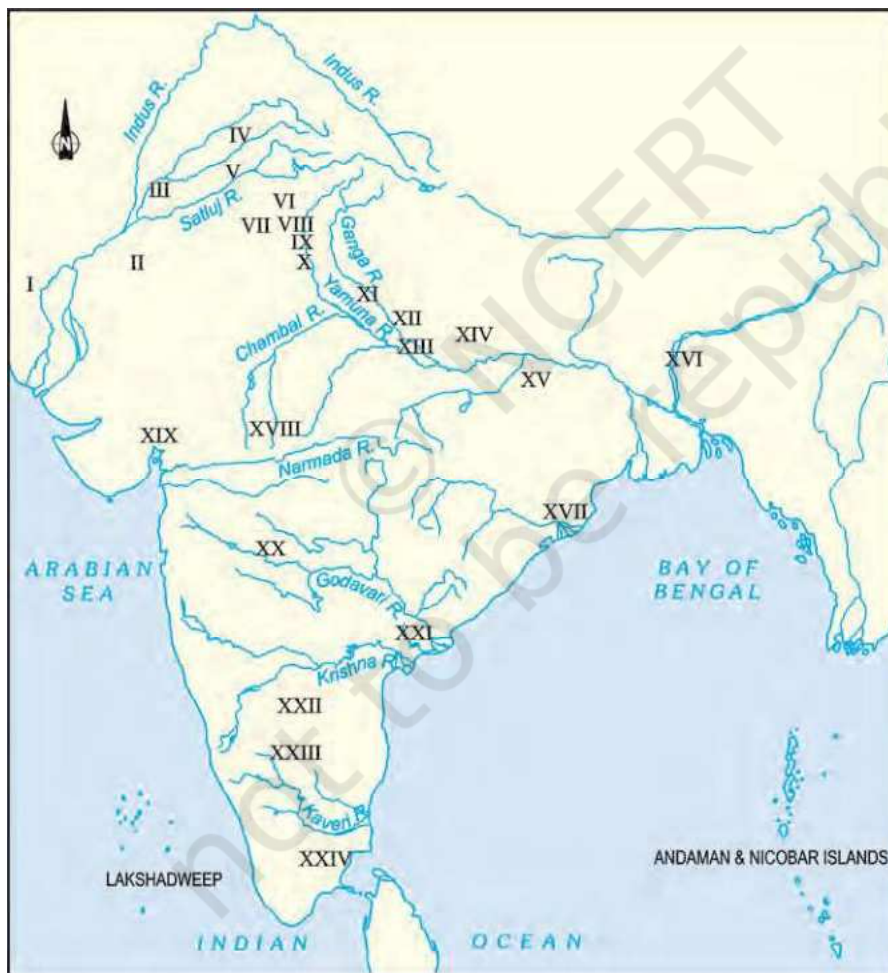 Indus R.
Indus R.
N
IV
III
V
Satluj R.
VI
VII
VIII
IX
X
I
II
Ganga R.
XI
Yamuna R.
XII
XIII
XIV
Chambal R.
XV
XVI
XVIII
XIX
Narmada R.
XVII
XX
ARABIAN
SEA
Godavari R.
BAY OF
BENGAL
XXI
Krishna R.
XXII
XXIII
Kaveri R.
XXIV
LAKSHADWEEP
ANDAMAN & NICOBAR ISLANDS
INDIAN OCEAN
© NCERT
not to be republ